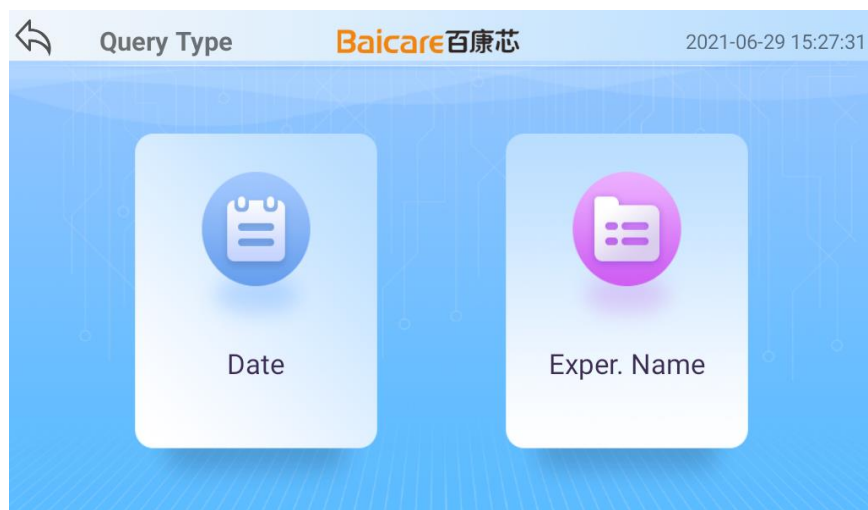 Query Type
Baicare百康芯
2021-06-29 15:27:31
Date
Exper. Name